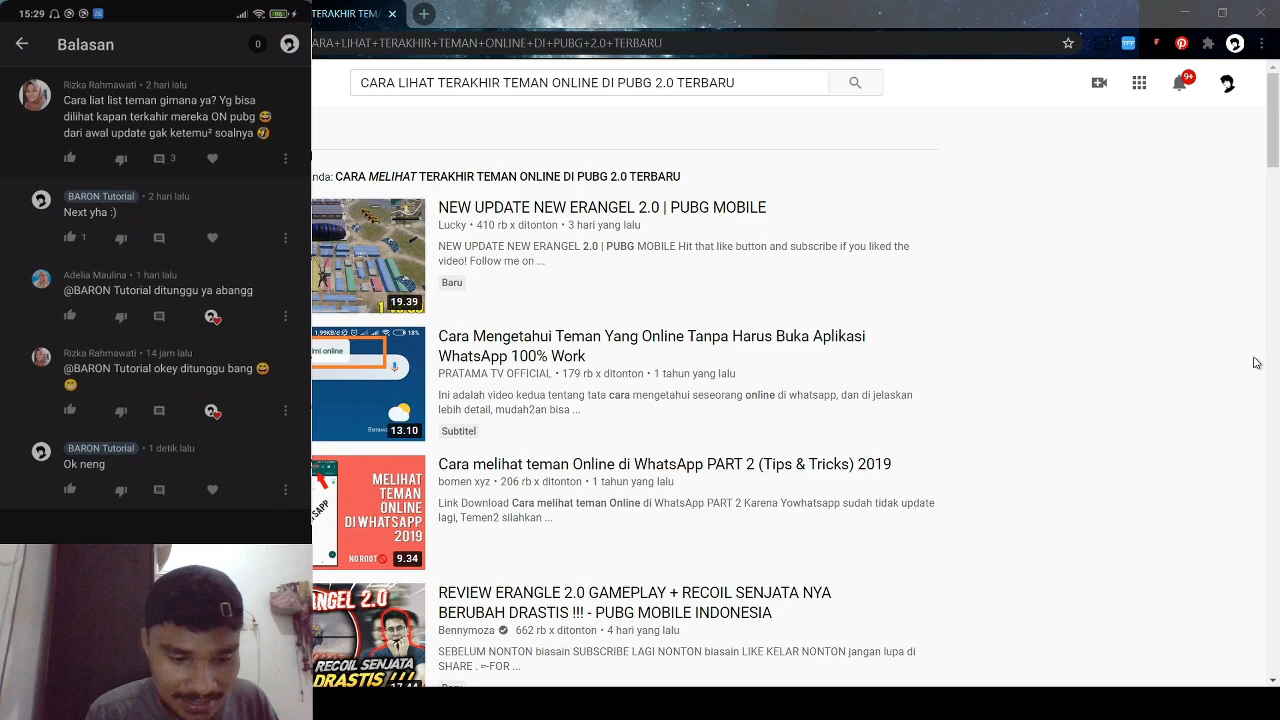 15:29
Balasan
0
Rizka Rahmawati • 2 hari lalu
Cara liat list teman gimana ya? Yg bisa
dilihat kapan terkahir mereka ON pubg 😅
dari awal update gak ketemu² soalnya 🤣
3
BARON Tutorial • 2 hari lalu
Next yha :)
1
Adelia Maulina • 1 hari lalu
@BARON Tutorial ditunggu ya abangg
Rizka Rahmawati • 14 jam lalu
@BARON Tutorial okey ditunggu bang 😄
😁
BARON Tutorial • 1 detik lalu
Ok neng
TERAKHIR TEM
ARA+LIHAT+TERAKHIR+TEMAN+ONLINE+DI+PUBG+2.0+TERBARU
TFF
CARA LIHAT TERAKHIR TEMAN ONLINE DI PUBG 2.0 TERBARU
9+
nda: CARA MELIHAT TERAKHIR TEMAN ONLINE DI PUBG 2.0 TERBARU
19.39
NEW UPDATE NEW ERANGEL 2.0 | PUBG MOBILE
Lucky • 410 rb x ditonton • 3 hari yang lalu
NEW UPDATE NEW ERANGEL 2.0 | PUBG MOBILE Hit that like button and subscribe if you liked the
video! Follow me on ...
Baru
1,99KB/d
18%
lmi online
13.10
Cara Mengetahui Teman Yang Online Tanpa Harus Buka Aplikasi
WhatsApp 100% Work
PRATAMA TV OFFICIAL • 179 rb x ditonton • 1 tahun yang lalu
Ini adalah video kedua tentang tata cara mengetahui seseorang online di whatsapp, dan di jelaskan
lebih detail, mudah2an bisa ...
Subtitel
MELIHAT
TEMAN
ONLINE
DI WHATSAPP
2019
NO ROOT
9.34
Cara melihat teman Online di WhatsApp PART 2 (Tips & Tricks) 2019
bomen xyz • 206 rb x ditonton • 1 tahun yang lalu
Link Download Cara melihat teman Online di WhatsApp PART 2 Karena Yowhatsapp sudah tidak update
lagi, Temen2 silahkan ...
ANGEL 2.0
RECOIL SENJATA
DRASTIS !!!
17.44
REVIEW ERANGLE 2.0 GAMEPLAY + RECOIL SENJATA NYA
BERUBAH DRASTIS !!! - PUBG MOBILE INDONESIA
Bennymoza 662 rb x ditonton • 4 hari yang lalu
SEBELUM NONTON biasain SUBSCRIBE LAGI NONTON biasain LIKE KELAR NONTON jangan lupa di
SHARE . ⟜FOR ...
Baru